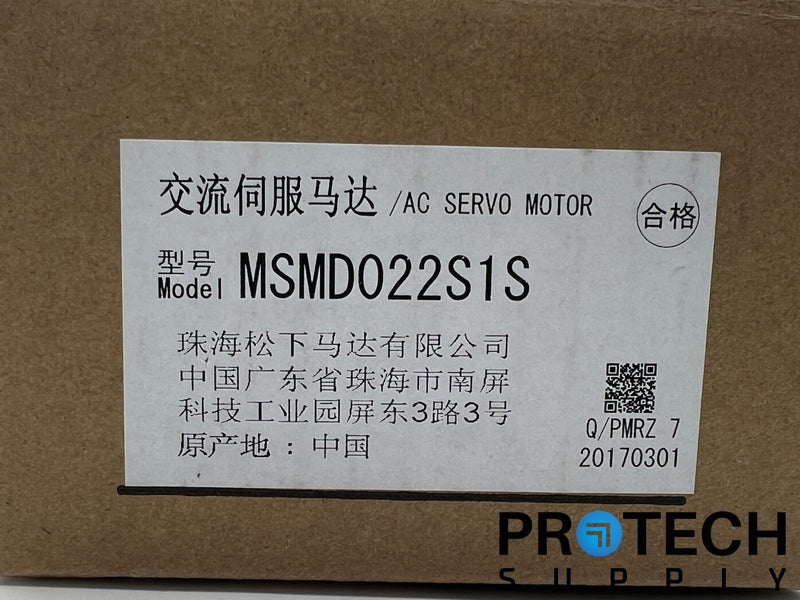 交流伺服马达 /AC SERVO MOTOR
合格
型号
Model MSMD022S1S
珠海松下马达有限公司
中国广东省珠海市南屏
科技工业园屏东3路3号
原产地：中国
Q/PMRZ 7
20170301
PROTECH
SUPPLY